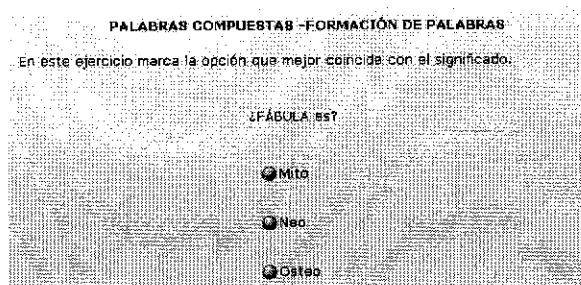 PALABRAS COMPUESTAS -FORMACIÓN DE PALABRAS
En este ejercicio marca la opción que mejor coincide con el significado.
¿FÁBULA es?
Mito
Neo
Osteo